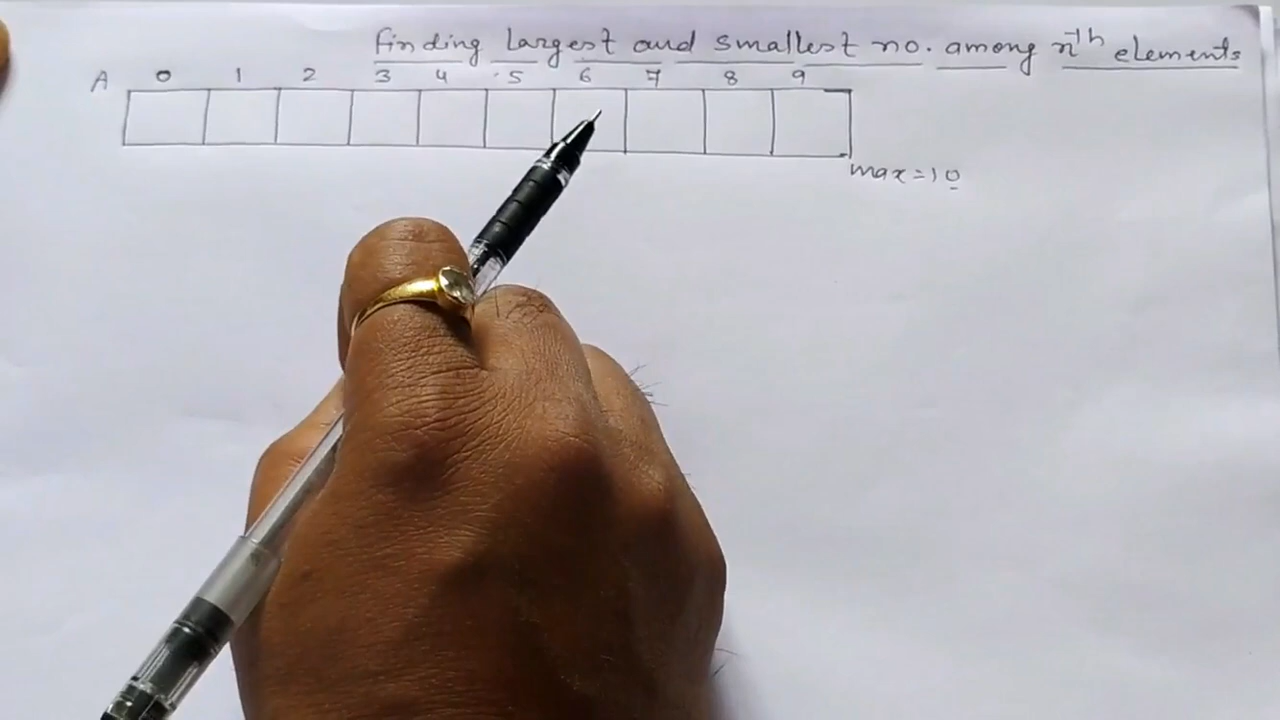 Finding largest and smallest no. among nth elements
A 0 1 2 3 4 5 6 7 8 9
max=10